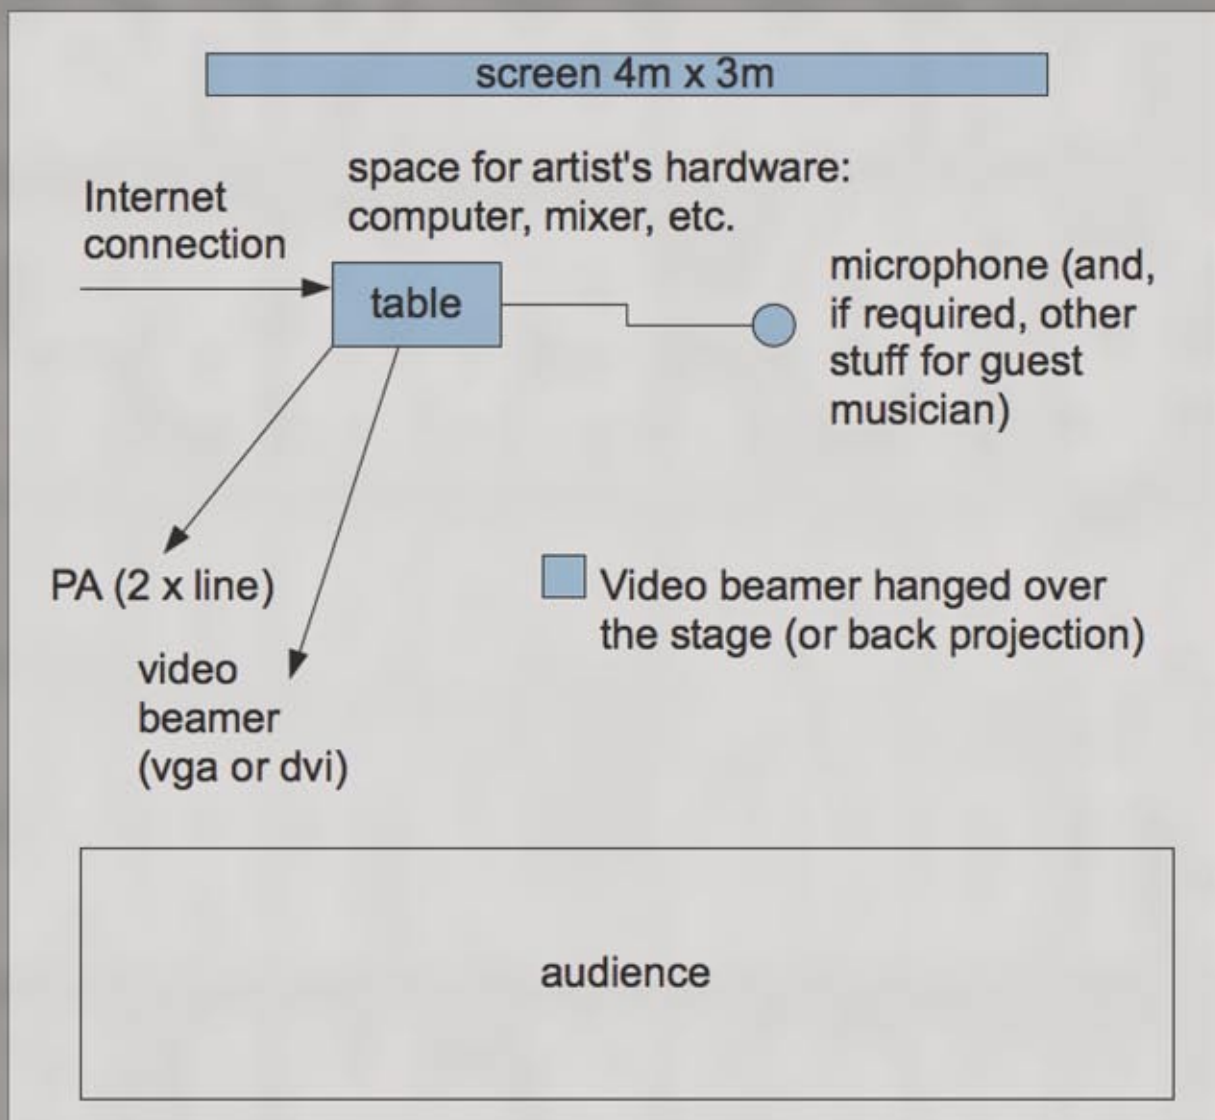 screen 4m x 3m
space for artist's hardware:
computer, mixer, etc.
Internet
connection
table
microphone (and,
if required, other
stuff for guest
musician)
PA (2 x line)
video
beamer
(vga or dvi)
Video beamer hanged over
the stage (or back projection)
audience